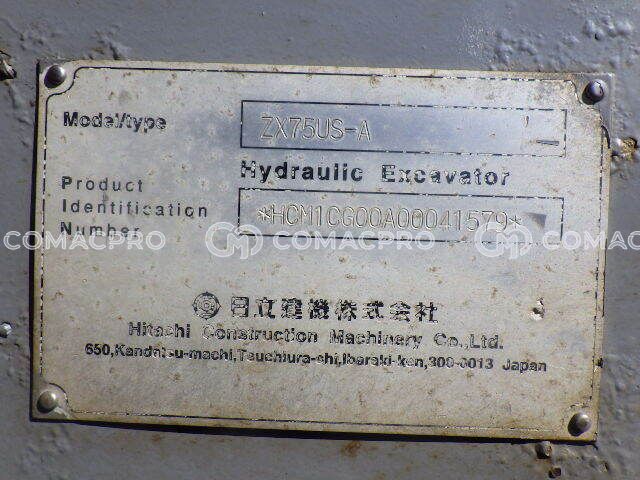 Model/type ZX75US-A
Hydraulic Excavator
Product
Identification
Number *HCM1CG00A00041579*
COMACPRO COMACPRO COMACPRO
日立建機株式会社
Hitachi Construction Machinery Co.,Ltd.
650,Kandatsu-machi,Tsuchiura-shi,Ibaraki-ken,300-0013 Japan